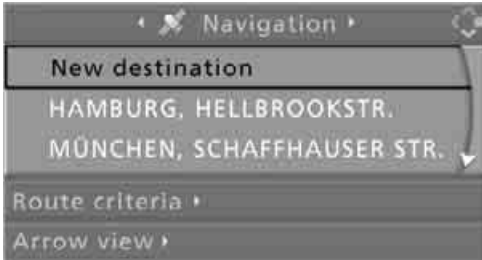 Navigation
New destination
HAMBURG, HELLBROOKSTR.
MÜNCHEN, SCHAFFHAUSER STR.
Route criteria
Arrow view